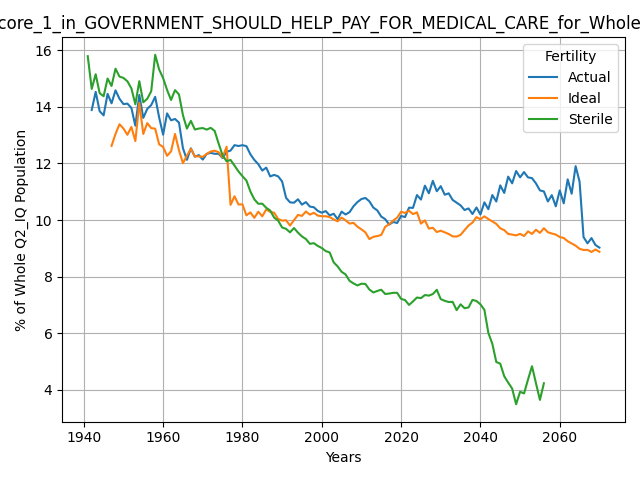 core_1_in_GOVERNMENT_SHOULD_HELP_PAY_FOR_MEDICAL_CARE_for_Whole
Fertility
Actual
Ideal
Sterile
% of Whole Q2_IQ Population
16
14
12
10
8
6
4
1940 1960 1980 2000 2020 2040 2060
Years